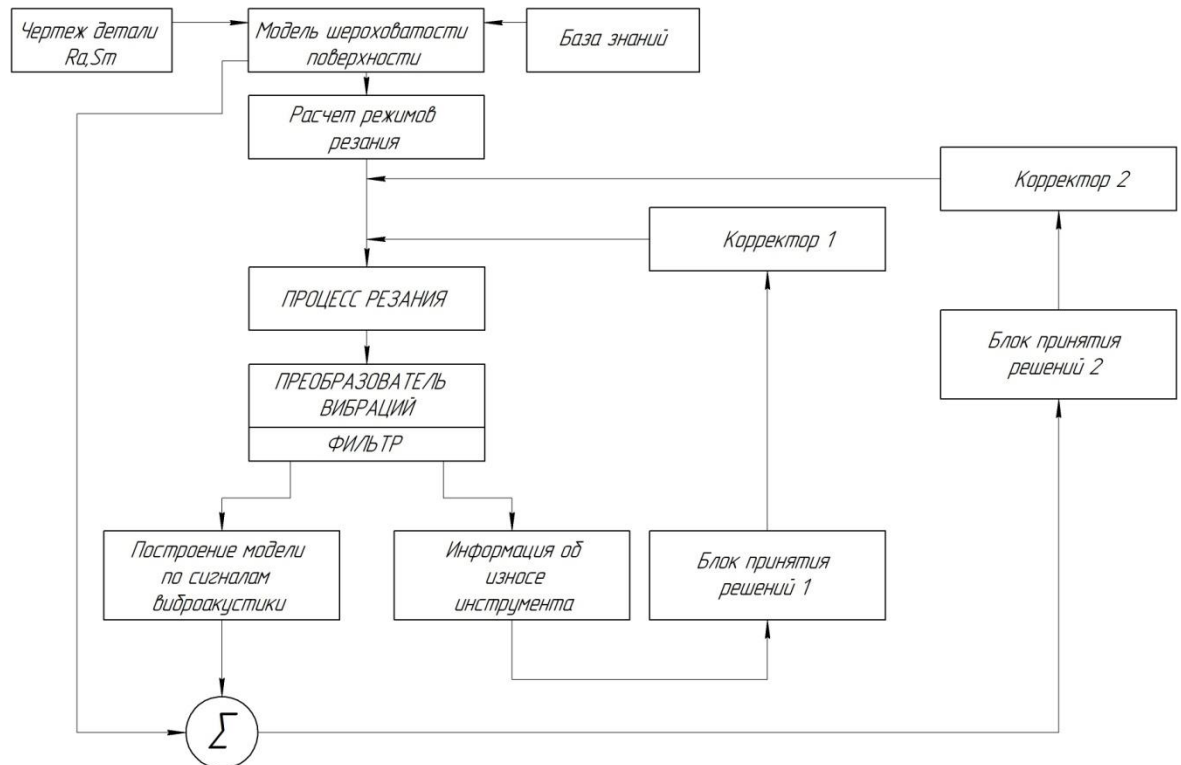 Чертеж детали
Ra,Sm
Модель шероховатости
поверхности
База знаний
Расчет режимов
резания
Корректор 2
Корректор 1
ПРОЦЕСС РЕЗАНИЯ
Блок принятия
решений 2
ПРЕОБРАЗОВАТЕЛЬ
ВИБРАЦИЙ
ФИЛЬТР
Построение модели
по сигналам
виброакустики
Информация об
износе
инструмента
Блок принятия
решений 1
Σ